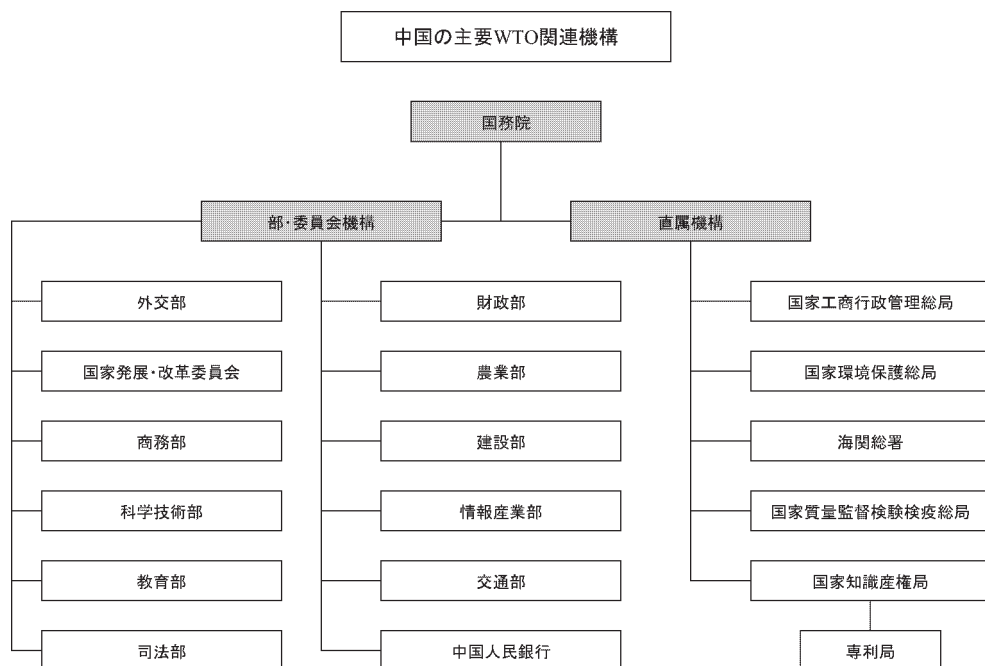 中国の主要WTO関連機構
国務院
部・委員会機構
直属機構
外交部
国家発展・改革委員会
商務部
科学技術部
教育部
司法部
財政部
農業部
建設部
情報産業部
交通部
中国人民銀行
国家工商行政管理総局
国家環境保護総局
海関総署
国家質量監督検験検疫総局
国家知識産権局
専利局